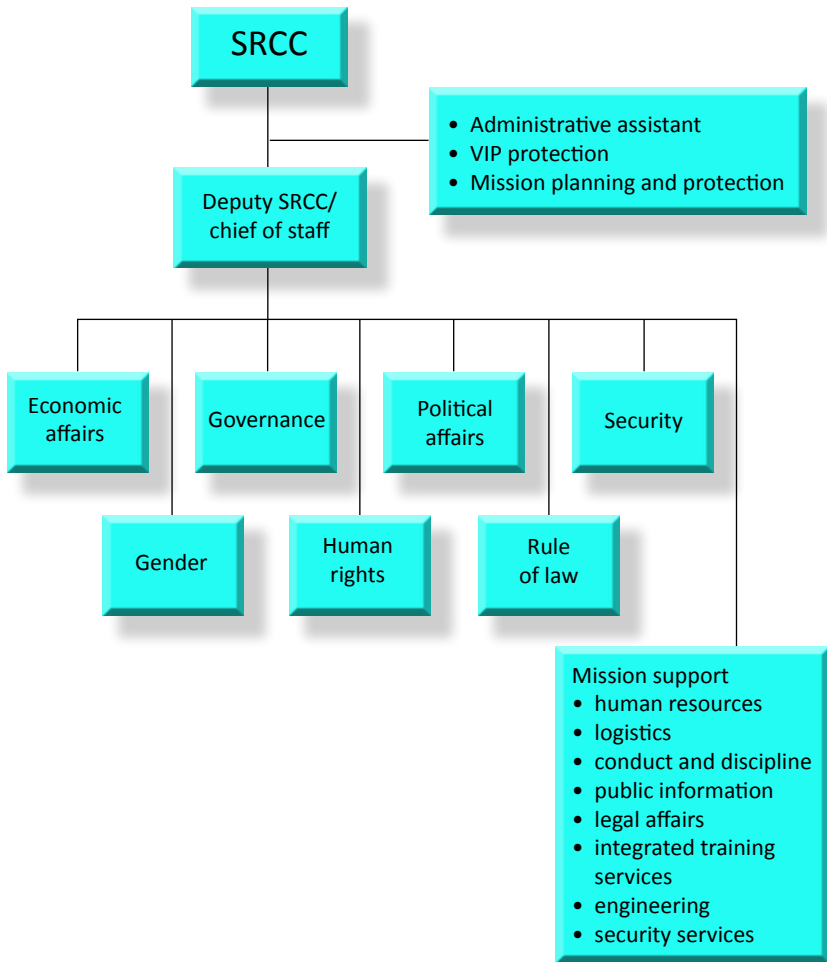 SRCC
• Administrative assistant
• VIP protection
• Mission planning and protection
Deputy SRCC/
chief of staff
Economic
affairs
Governance
Political
affairs
Security
Gender
Human
rights
Rule
of law
Mission support
• human resources
• logistics
• conduct and discipline
• public information
• legal affairs
• integrated training
services
• engineering
• security services